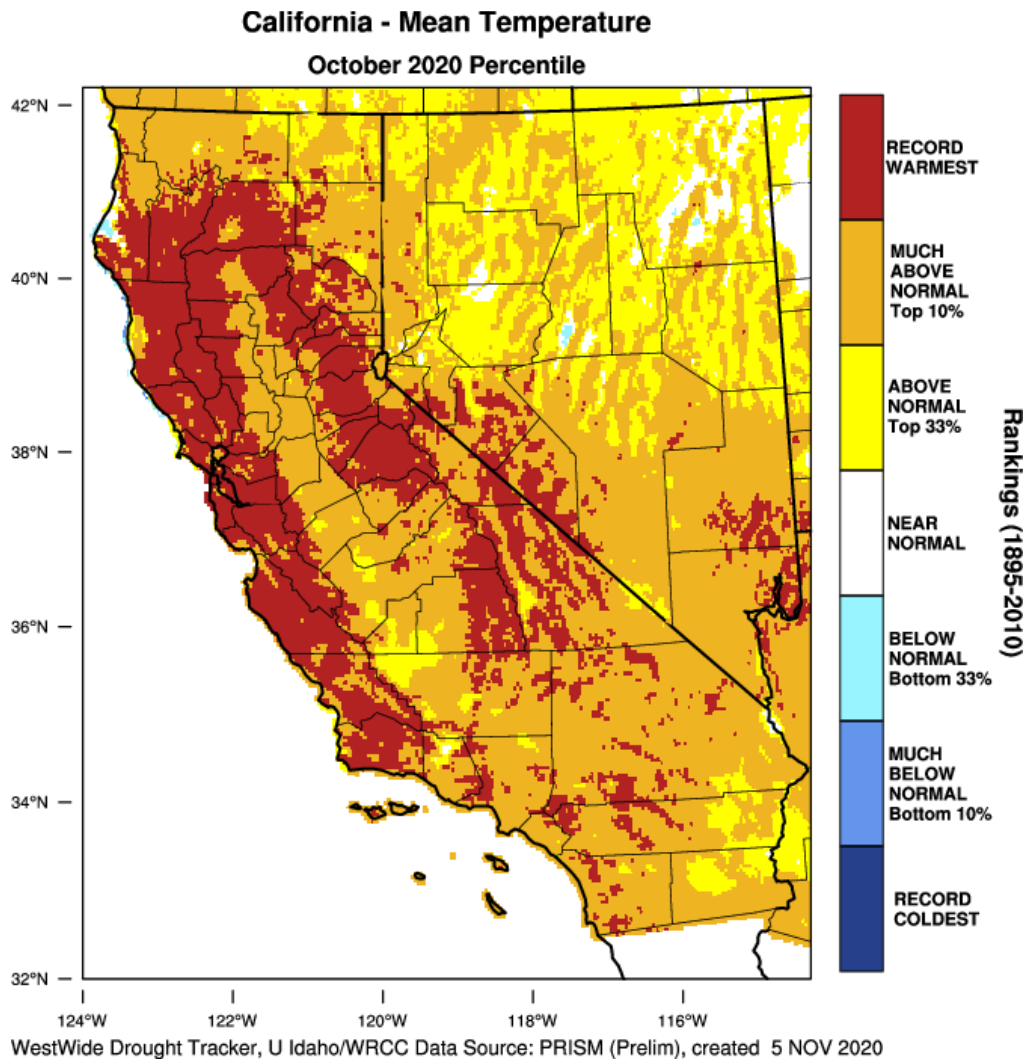 California - Mean Temperature
October 2020 Percentile
42°N
40°N
38°N
36°N
34°N
32°N
124°W
122°W
120°W
118°W
116°W
RECORD
WARMEST
MUCH
ABOVE
NORMAL
Top 10%
ABOVE
NORMAL
Top 33%
NEAR
NORMAL
BELOW
NORMAL
Bottom 33%
MUCH
BELOW
NORMAL
Bottom 10%
RECORD
COLDEST
Rankings (1895-2010)
WestWide Drought Tracker, U Idaho/WRCC Data Source: PRISM (Prelim), created 5 NOV 2020